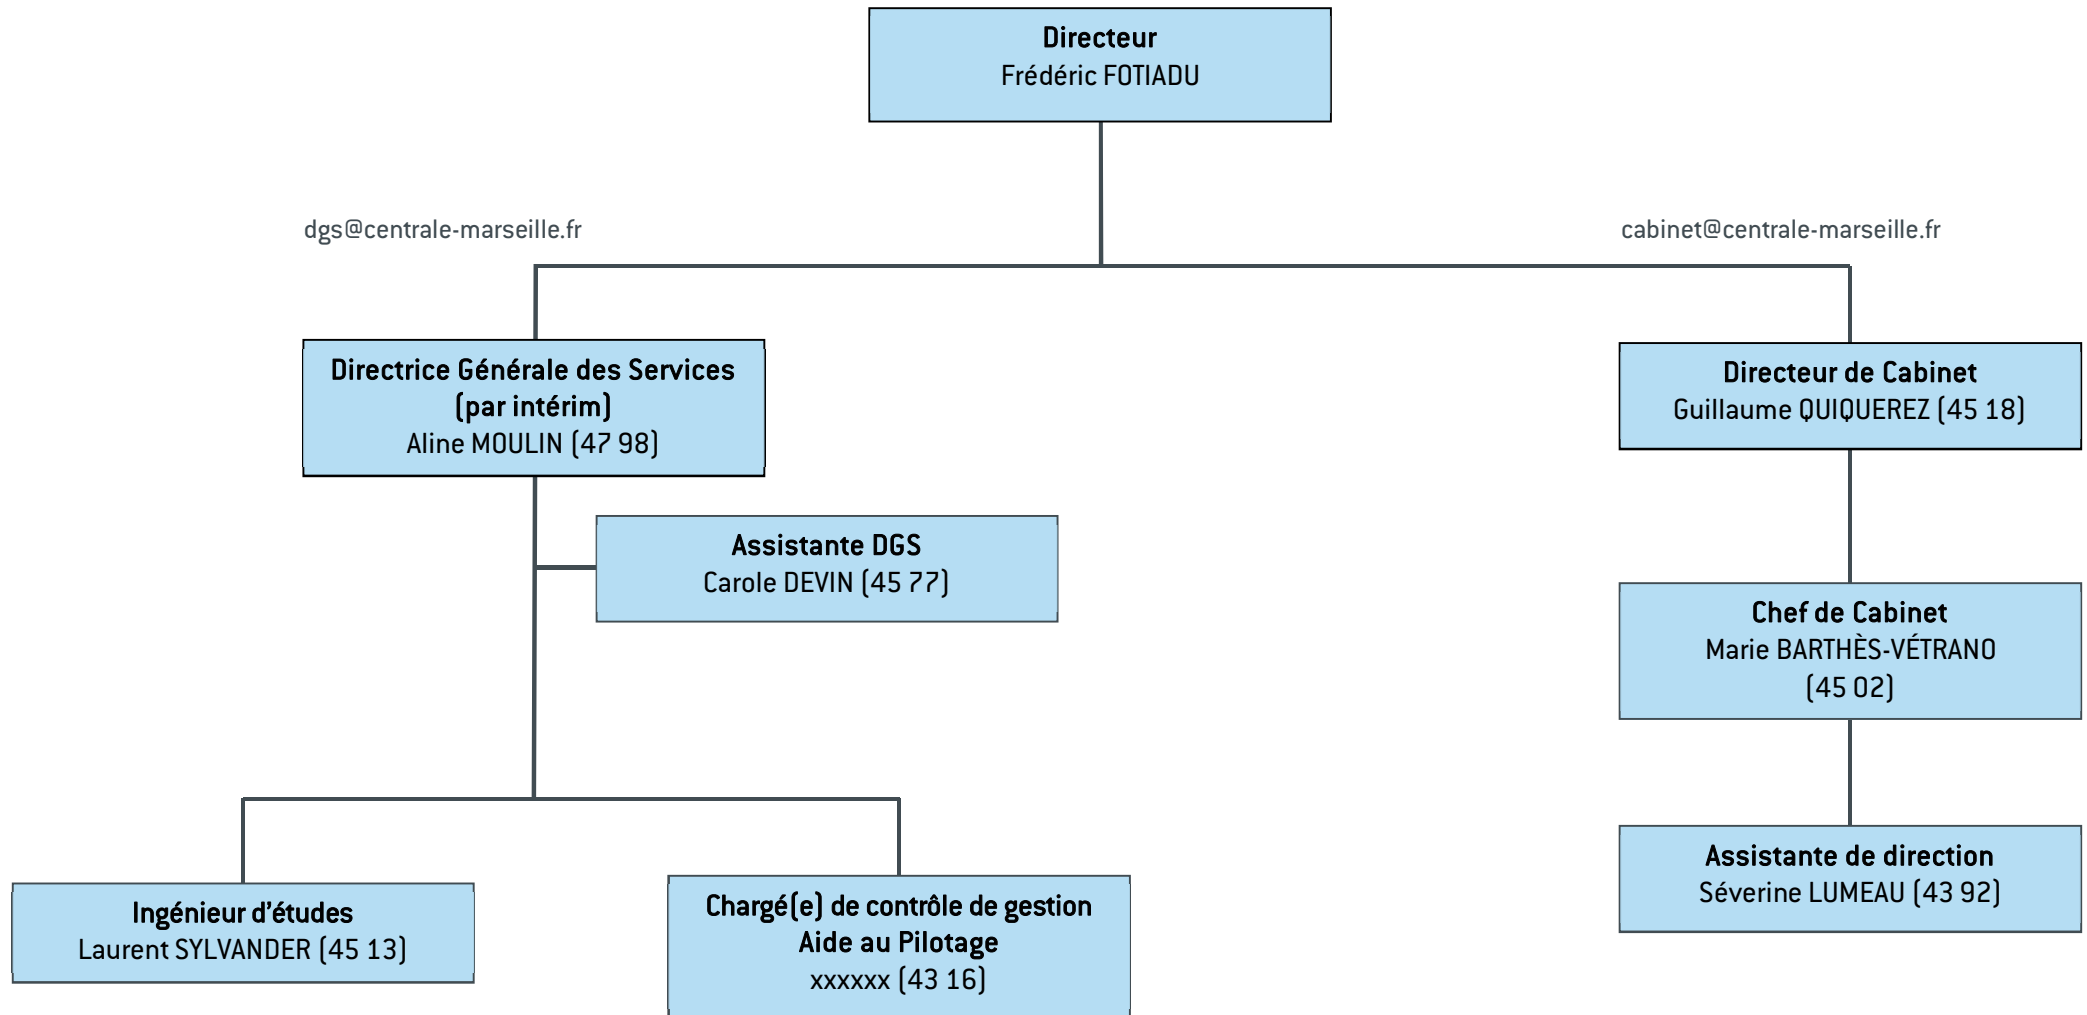 Directeur
Frédéric FOTIADU
dgs@centrale-marseille.fr
cabinet@centrale-marseille.fr
Directrice Générale des Services
(par intérim)
Aline MOULIN (47 98)
Directeur de Cabinet
Guillaume QUIQUEREZ (45 18)
Assistante DGS
Carole DEVIN (45 77)
Chef de Cabinet
Marie BARTHÈS-VÉTRANO
(45 02)
Ingénieur d'études
Laurent SYLVANDER (45 13)
Chargé(e) de contrôle de gestion
Aide au Pilotage
xxxxxx (43 16)
Assistante de direction
Séverine LUMEAU (43 92)